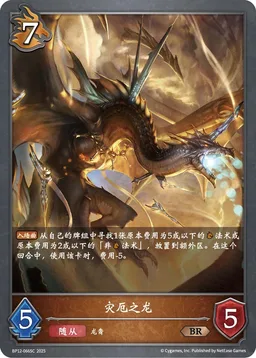 7
入场曲 从自己的牌组中寻找1张原本费用为5或以下的 法术或
原本费用为2或以下的「非 法术」，放置到额外区。在这
个回合中，使用该卡时，费用-5。
灾厄之龙
5
随从 龙裔
BR
5
BP12-066SC 2025
© Cygames, Inc. Published by NetEase Games